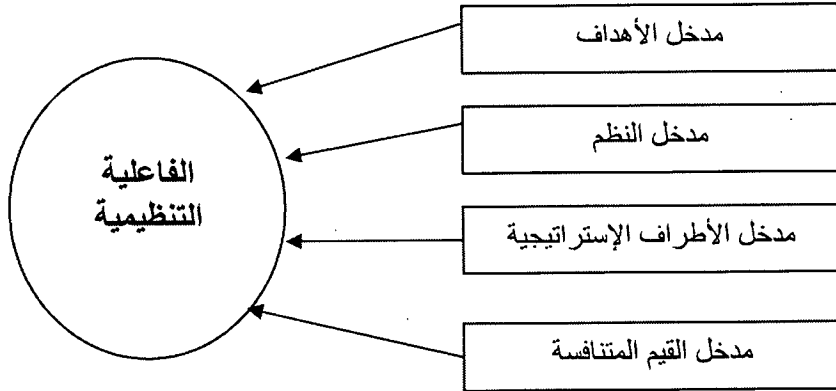 مدخل الأهداف
مدخل النظم
الفاعلية
التنظيمية
مدخل الأطراف الإستراتيجية
مدخل القيم المتنافسة